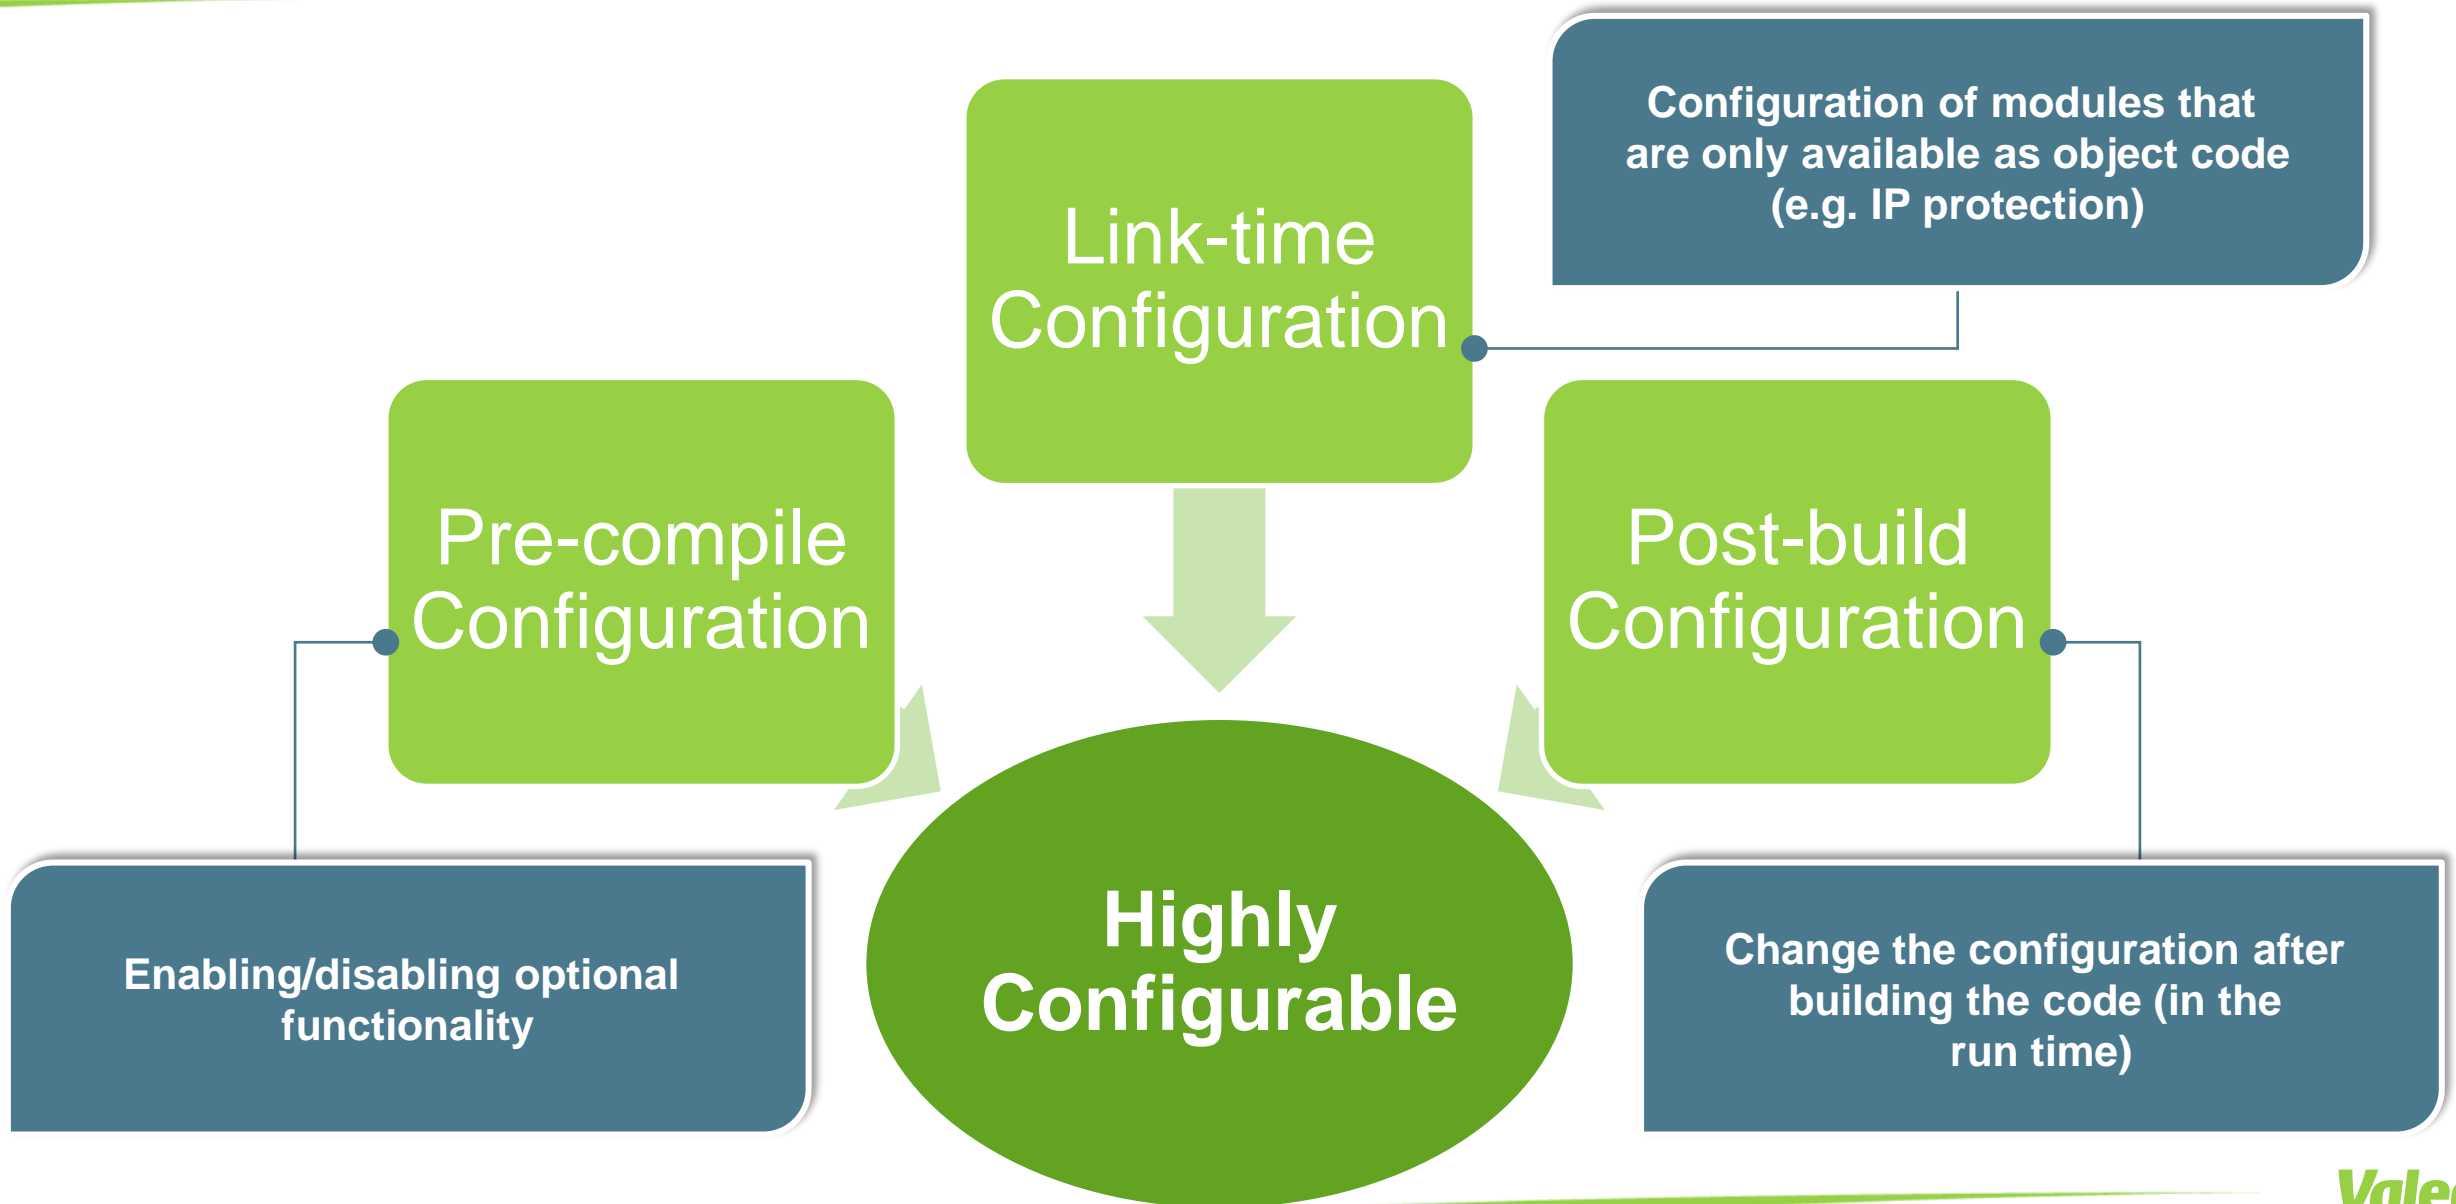 Configuration of modules that
are only available as object code
(e.g. IP protection)
Link-time
Configuration
Pre-compile
Configuration
Post-build
Configuration
Highly
Configurable
Enabling/disabling optional
functionality
Change the configuration after
building the code (in the
run time)